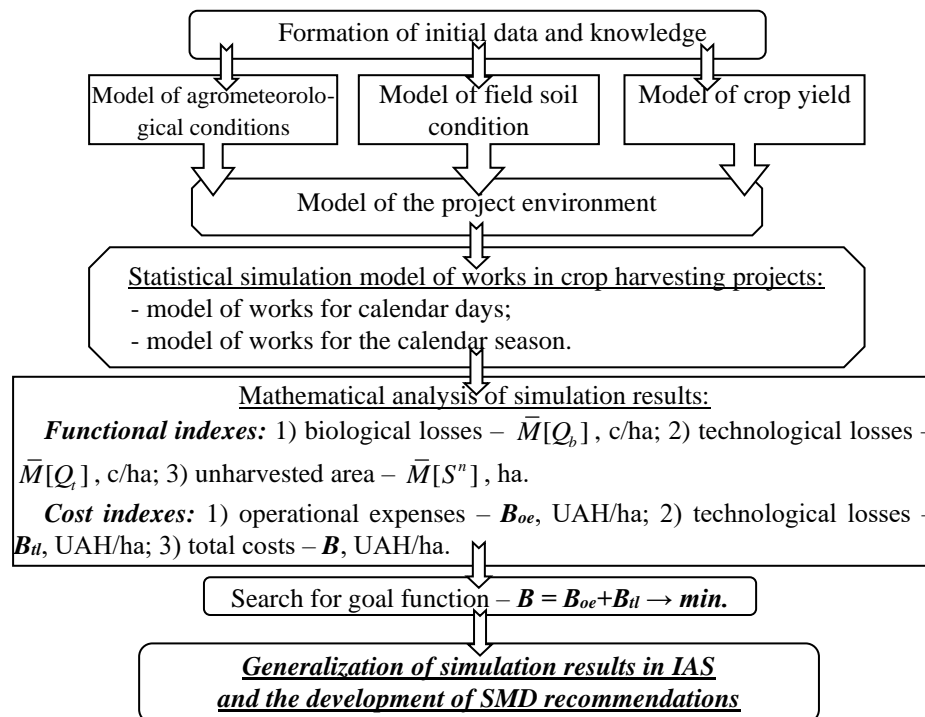 Formation of initial data and knowledge
Model of agrometeorolo-
gical conditions
Model of field soil
condition
Model of crop yield
Model of the project environment
Statistical simulation model of works in crop harvesting projects:
- model of works for calendar days;
- model of works for the calendar season.
Mathematical analysis of simulation results:
Functional indexes: 1) biological losses – M̄[Q_b] , c/ha; 2) technological losses –
M̄[Q_t] , c/ha; 3) unharvested area – M̄[Sⁿ] , ha.
Cost indexes: 1) operational expenses – B_oe, UAH/ha; 2) technological losses –
B_tl, UAH/ha; 3) total costs – B, UAH/ha.
Search for goal function – B = B_oe+B_tl → min.
Generalization of simulation results in IAS
and the development of SMD recommendations